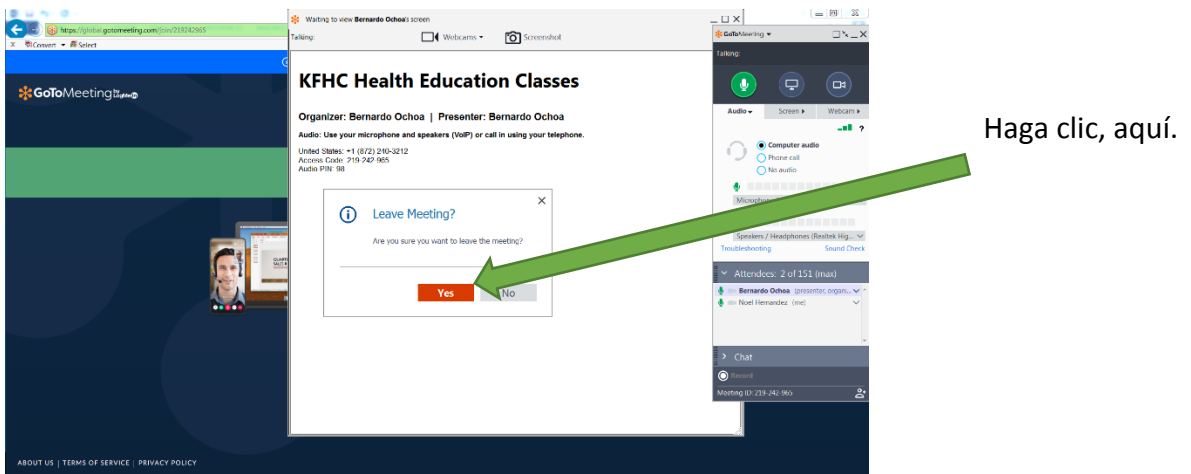 Waiting to view Bernardo Ochoa's screen
https://global.gotomeeting.com/join/219242965
Talking:
Webcams
Screenshot
X Convert Select
GoToMeeting by LogMeIn
KFHC Health Education Classes
Organizer: Bernardo Ochoa | Presenter: Bernardo Ochoa
Audio: Use your microphone and speakers (VoIP) or call in using your telephone.
United States: +1 (872) 240-3212
Access Code: 219-242-965
Audio PIN: 98
Leave Meeting?
Are you sure you want to leave the meeting?
Yes
No
GoToMeeting
Talking:
Audio
Screen
Webcam
?
Computer audio
Phone call
No audio
Speakers / Headphones (Realtek Hig...
Troubleshooting
Sound Check
Attendees: 2 of 151 (max)
Bernardo Ochoa (presenter, organi...
Noel Hernandez (me)
Chat
Record
Meeting ID: 219-242-965
Haga clic, aquí.
ABOUT US | TERMS OF SERVICE | PRIVACY POLICY